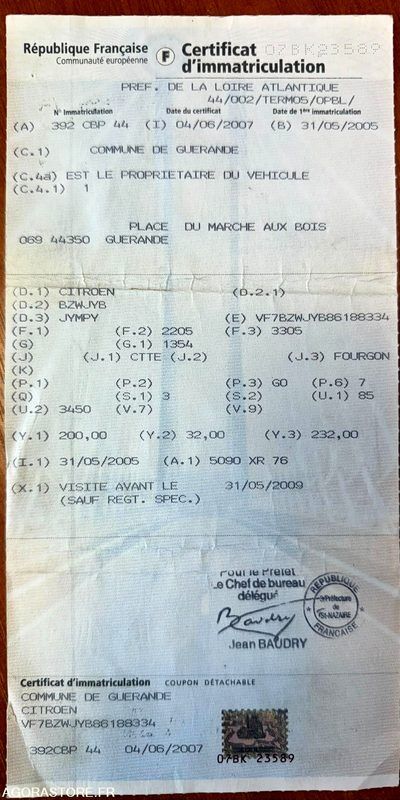 République Française
Communauté européenne
F
Certificat d'immatriculation
07BK23589
PREF. DE LA LOIRE ATLANTIQUE
44/002/TERM05/OPBL/
N° Immatriculation Date du certificat Date de 1ère immatriculation
(A) 392 CBP 44 (I) 04/06/2007 (B) 31/05/2005
(C.1) COMMUNE DE GUERANDE
(C.4a) EST LE PROPRIETAIRE DU VEHICULE
(C.4.1) 1
PLACE DU MARCHE AUX BOIS
069 44350 GUERANDE
(D.1) CITROEN (D.2.1)
(D.2) BZWJYB
(D.3) JYMPY (E) VF7BZWJYB86188334
(F.1) (F.2) 2205 (F.3) 3305
(G) (G.1) 1354
(J) (J.1) CTTE (J.2) (J.3) FOURGON
(K)
(P.1) (P.2) (P.3) GO (P.6) 7
(Q) (S.1) 3 (S.2) (U.1) 85
(U.2) 3450 (V.7) (V.9)
(Y.1) 200,00 (Y.2) 32,00 (Y.3) 232,00
(I.1) 31/05/2005 (A.1) 5090 XR 76
(X.1) VISITE AVANT LE 31/05/2009
(SAUF REGT. SPEC.)
Pour le Préfet
Le Chef de bureau
délégué
Baudry
Jean BAUDRY
RÉPUBLIQUE FRANÇAISE
s/Préfecture
de
St-NAZAIRE
Certificat d'immatriculation COUPON DÉTACHABLE
COMMUNE DE GUERANDE
CITROEN
VF7BZWJYB86188334
392CBP 44 04/06/2007
07BK 23589
AGORASTORE.FR